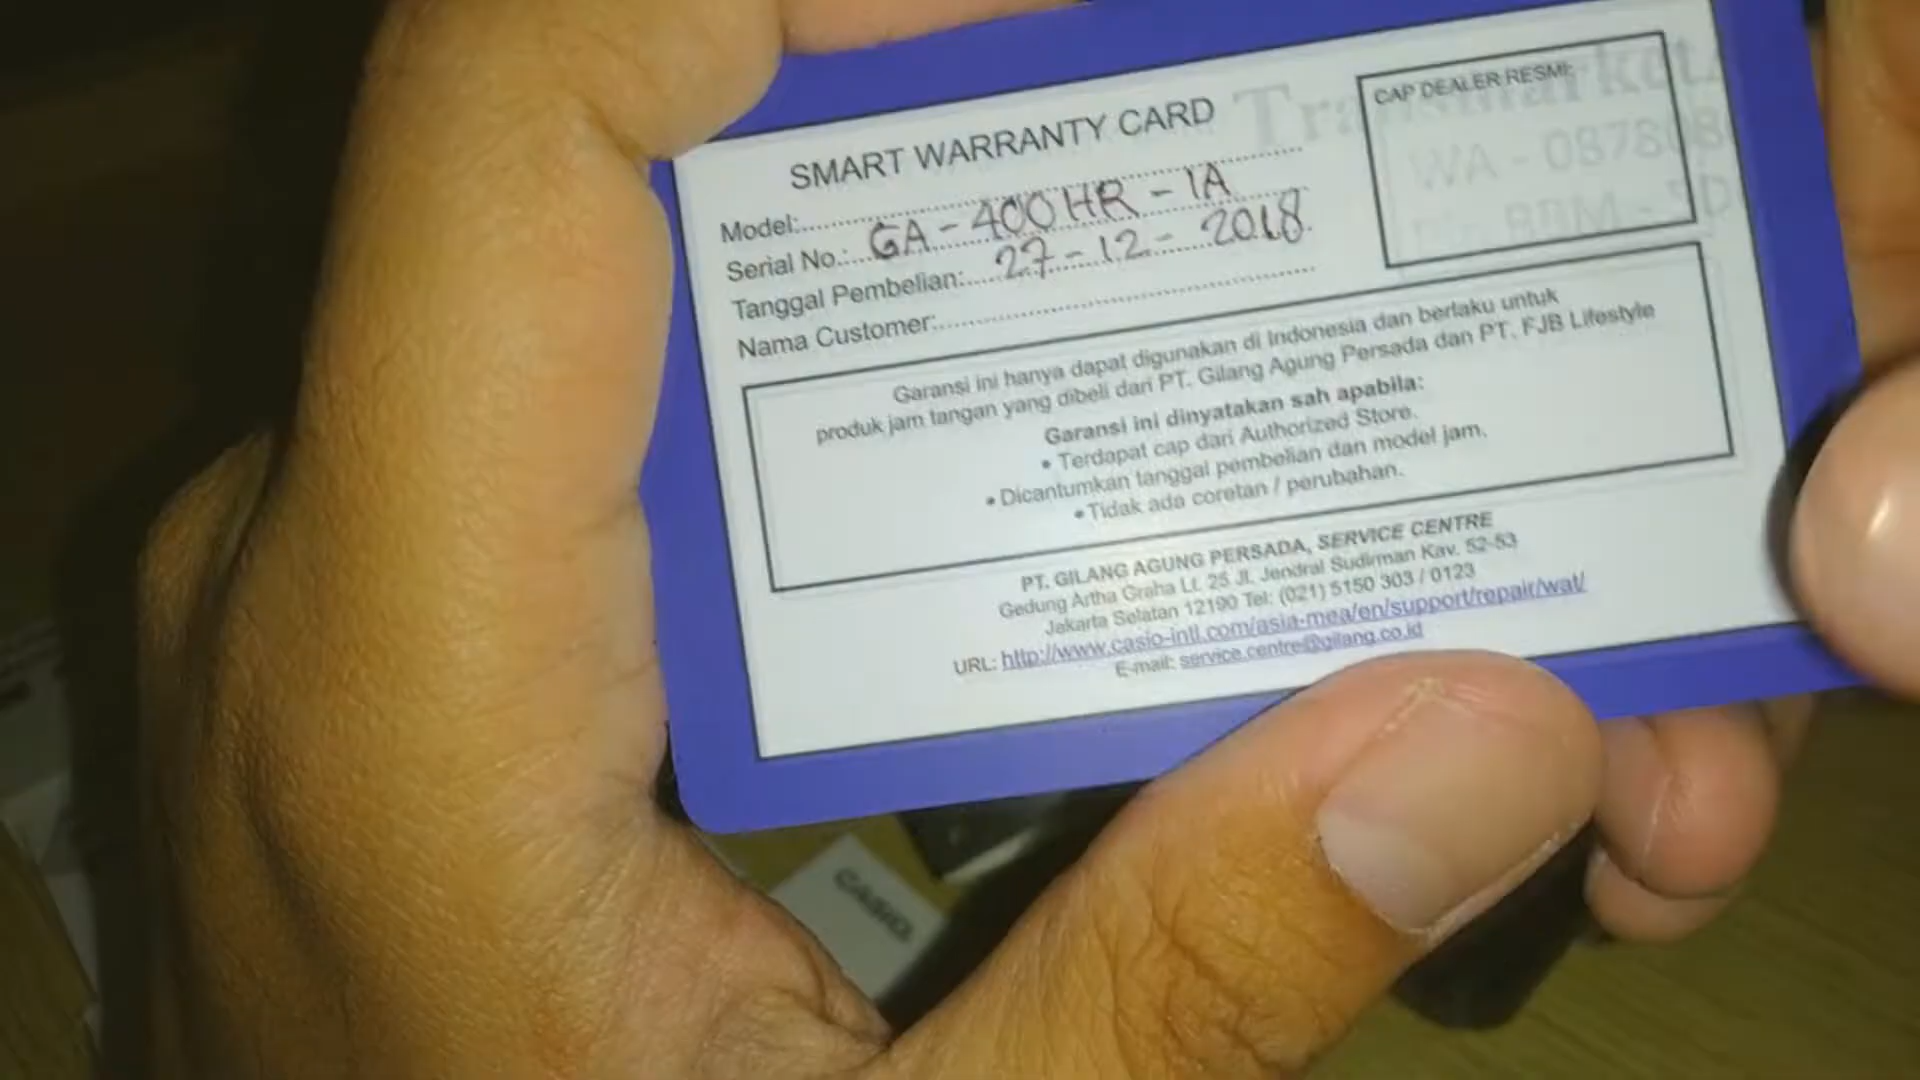 SMART WARRANTY CARD
Model:
Serial No.: GA-400HR-1A
Tanggal Pembelian: 27-12-2018
Nama Customer:
CAP DEALER RESMI:
WA - 08780
Garansi ini hanya dapat digunakan di Indonesia dan berlaku untuk
produk jam tangan yang dibeli dari PT. Gilang Agung Persada dan PT. FJB Lifestyle
Garansi ini dinyatakan sah apabila:
• Terdapat cap dari Authorized Store.
• Dicantumkan tanggal pembelian dan model jam.
• Tidak ada coretan / perubahan.
PT. GILANG AGUNG PERSADA, SERVICE CENTRE
Gedung Artha Graha Lt. 25 Jl. Jendral Sudirman Kav. 52-53
Jakarta Selatan 12190 Tel: (021) 5150 303 / 0123
URL: http://www.casio-intl.com/asia-mea/en/support/repair/wat/
E-mail: service.centre@gilang.co.id
CASIO